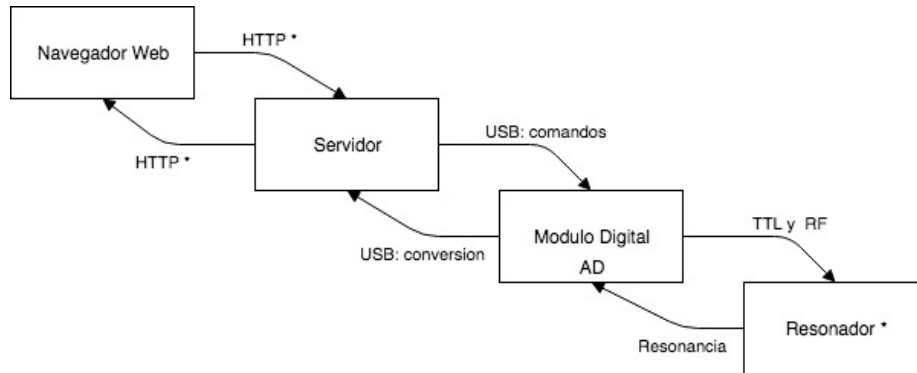 HTTP *
Navegador Web
Servidor
USB: comandos
HTTP *
Modulo Digital
AD
TTL y RF
USB: conversion
Resonador *
Resonancia